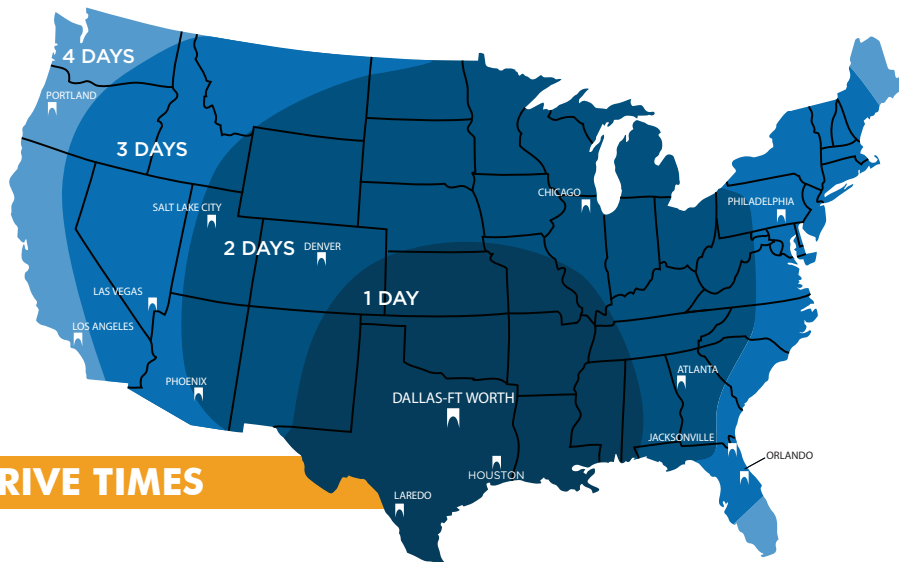 4 DAYS
PORTLAND
3 DAYS
CHICAGO
PHILADELPHIA
SALT LAKE CITY
2 DAYS
DENVER
LAS VEGAS
1 DAY
LOS ANGELES
ATLANTA
PHOENIX
DALLAS-FT WORTH
JACKSONVILLE
ORLANDO
HOUSTON
RIVE TIMES
LAREDO